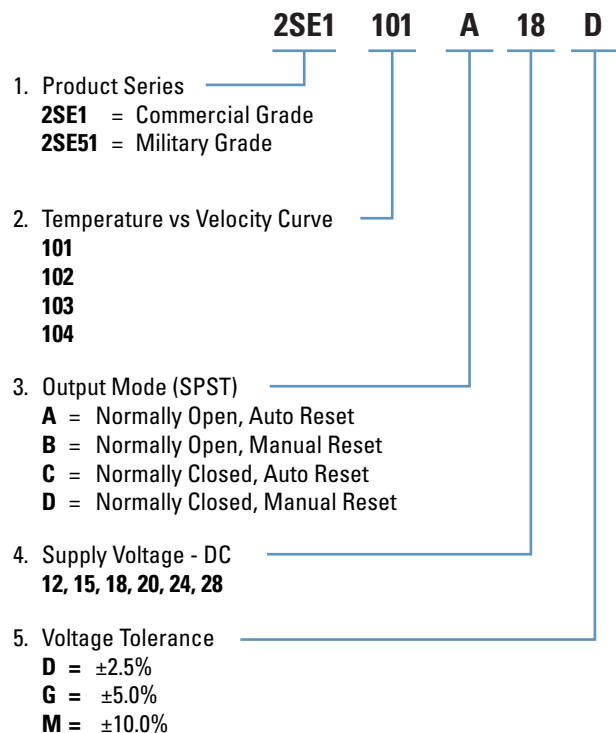 2SE1 101 A 18 D
1. Product Series
2SE1 = Commercial Grade
2SE51 = Military Grade
2. Temperature vs Velocity Curve
101
102
103
104
3. Output Mode (SPST)
A = Normally Open, Auto Reset
B = Normally Open, Manual Reset
C = Normally Closed, Auto Reset
D = Normally Closed, Manual Reset
4. Supply Voltage - DC
12, 15, 18, 20, 24, 28
5. Voltage Tolerance
D = ±2.5%
G = ±5.0%
M = ±10.0%